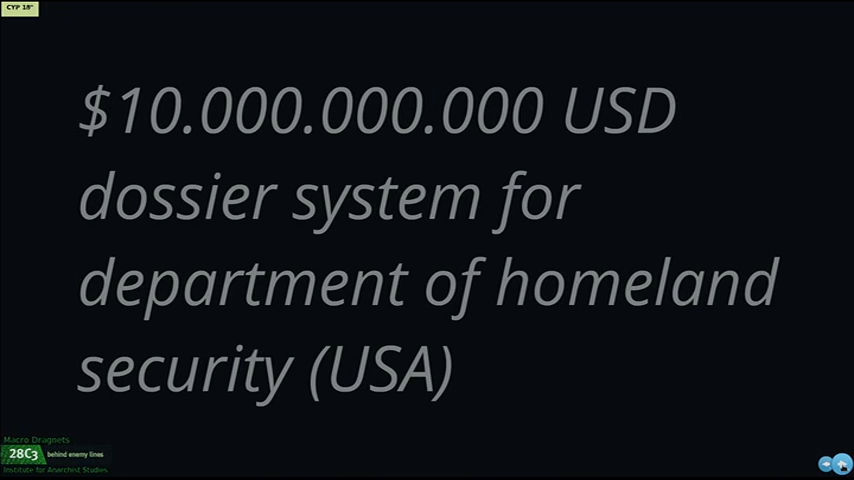 CYP 18"
$10.000.000.000 USD
dossier system for
department of homeland
security (USA)
Macro Dragnets
28C3 behind enemy lines
Institute for Anarchist Studies